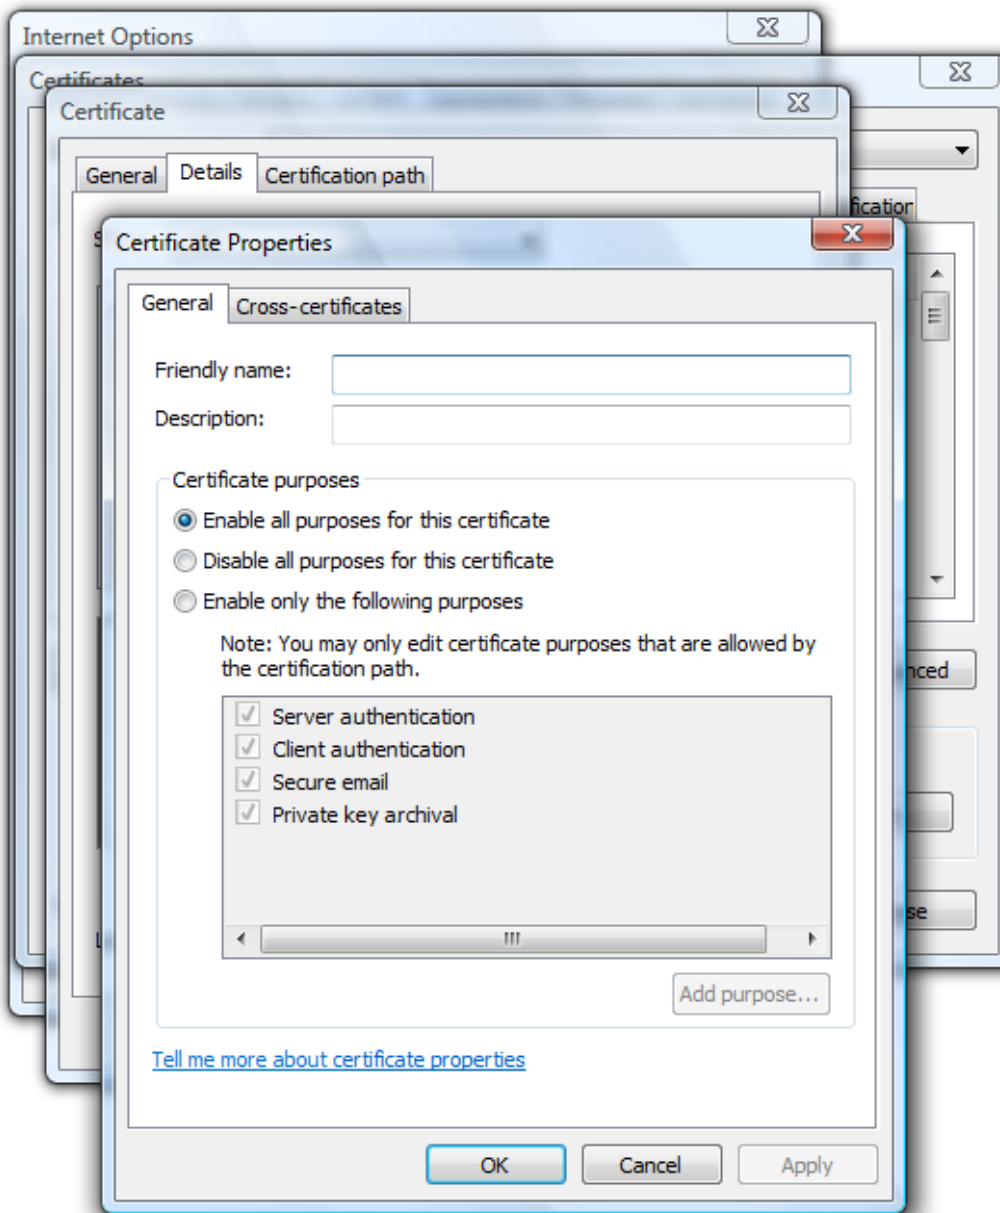 Internet Options
Certificates
Certificate
General Details Certification path
Certificate Properties
General Cross-certificates
Friendly name:
Description:
Certificate purposes
Enable all purposes for this certificate
Disable all purposes for this certificate
Enable only the following purposes
Note: You may only edit certificate purposes that are allowed by
the certification path.
Server authentication
Client authentication
Secure email
Private key archival
Add purpose...
Tell me more about certificate properties
OK Cancel Apply